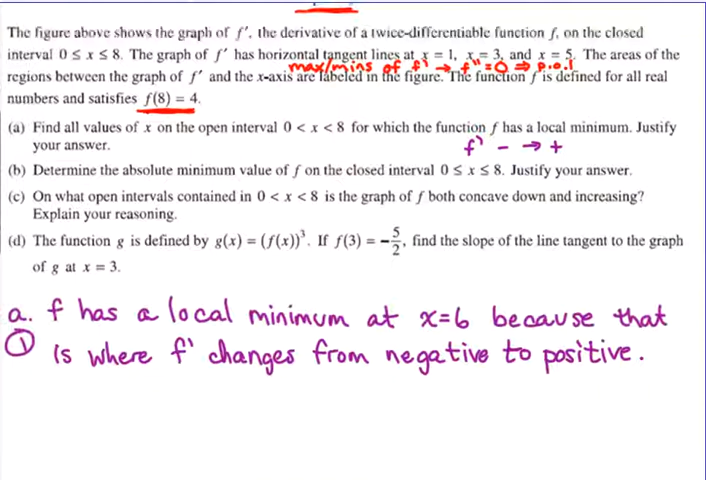 The figure above shows the graph of f′, the derivative of a twice-differentiable function f, on the closed
interval 0 ≤ x ≤ 8. The graph of f′ has horizontal tangent lines at x = 1, x = 3, and x = 5. The areas of the
max/mins of f' → f''=0 ⇒ p.o.i
regions between the graph of f′ and the x-axis are labeled in the figure. The function f is defined for all real
numbers and satisfies f(8) = 4.
(a) Find all values of x on the open interval 0 < x < 8 for which the function f has a local minimum. Justify
your answer.
f' - → +
(b) Determine the absolute minimum value of f on the closed interval 0 ≤ x ≤ 8. Justify your answer.
(c) On what open intervals contained in 0 < x < 8 is the graph of f both concave down and increasing?
Explain your reasoning.
(d) The function g is defined by g(x) = (f(x))³. If f(3) = -5/2, find the slope of the line tangent to the graph
of g at x = 3.
a. f has a local minimum at x=6 because that
① is where f' changes from negative to positive.